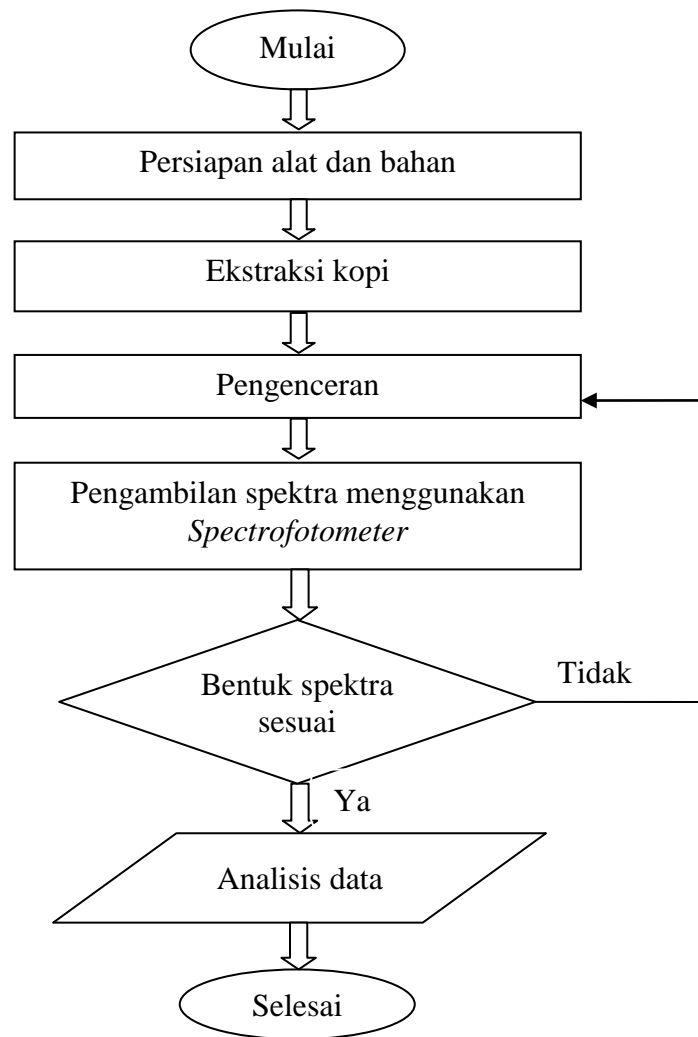 Mulai
Persiapan alat dan bahan
Ekstraksi kopi
Pengenceran
Pengambilan spektra menggunakan
Spectrofotometer
Bentuk spektra
sesuai
Tidak
Ya
Analisis data
Selesai